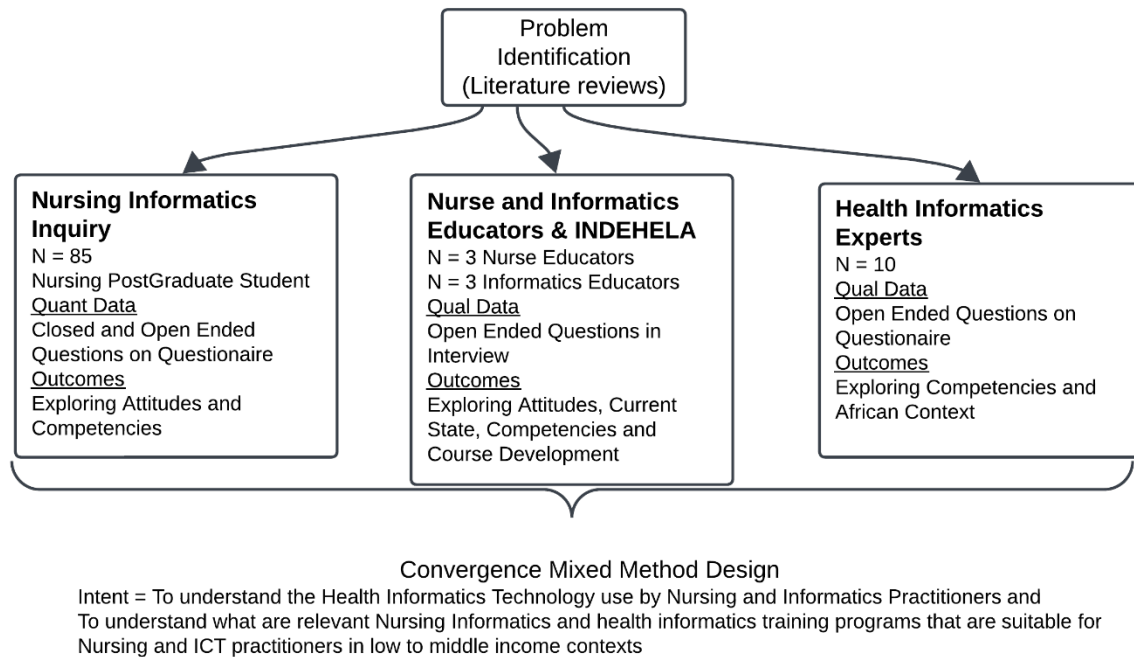 Problem
Identification
(Literature reviews)
Nursing Informatics
Inquiry
N = 85
Nursing PostGraduate Student
Quant Data
Closed and Open Ended
Questions on Questionaire
Outcomes
Exploring Attitudes and
Competencies
Nurse and Informatics
Educators & INDEHELA
N = 3 Nurse Educators
N = 3 Informatics Educators
Qual Data
Open Ended Questions in
Interview
Outcomes
Exploring Attitudes, Current
State, Competencies and
Course Development
Health Informatics
Experts
N = 10
Qual Data
Open Ended Questions on
Questionaire
Outcomes
Exploring Competencies and
African Context
Convergence Mixed Method Design
Intent = To understand the Health Informatics Technology use by Nursing and Informatics Practitioners and
To understand what are relevant Nursing Informatics and health informatics training programs that are suitable for
Nursing and ICT practitioners in low to middle income contexts